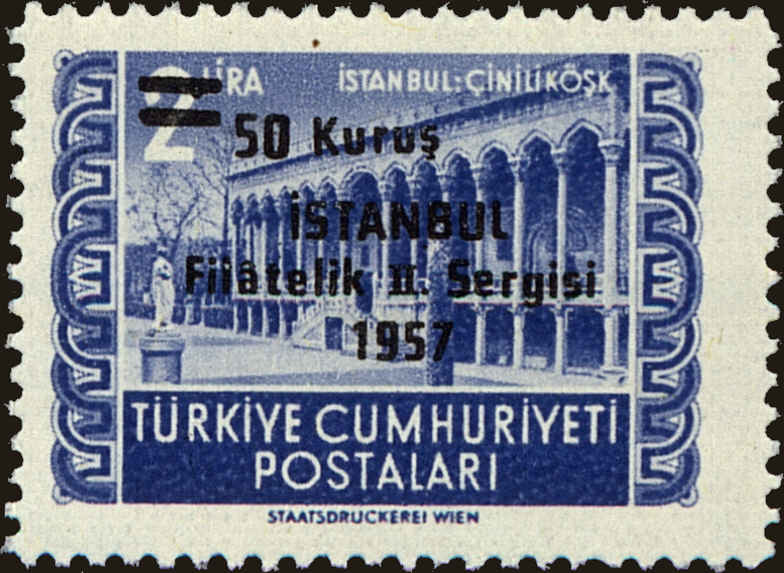 2 LİRA İSTANBUL:ÇİNİLİKÖŞK
50 Kuruş
İSTANBUL
Filâtelik II. Sergisi
1957
TÜRKİYE CUMHURİYETİ
POSTALARI
STAATSDRUCKEREI WIEN